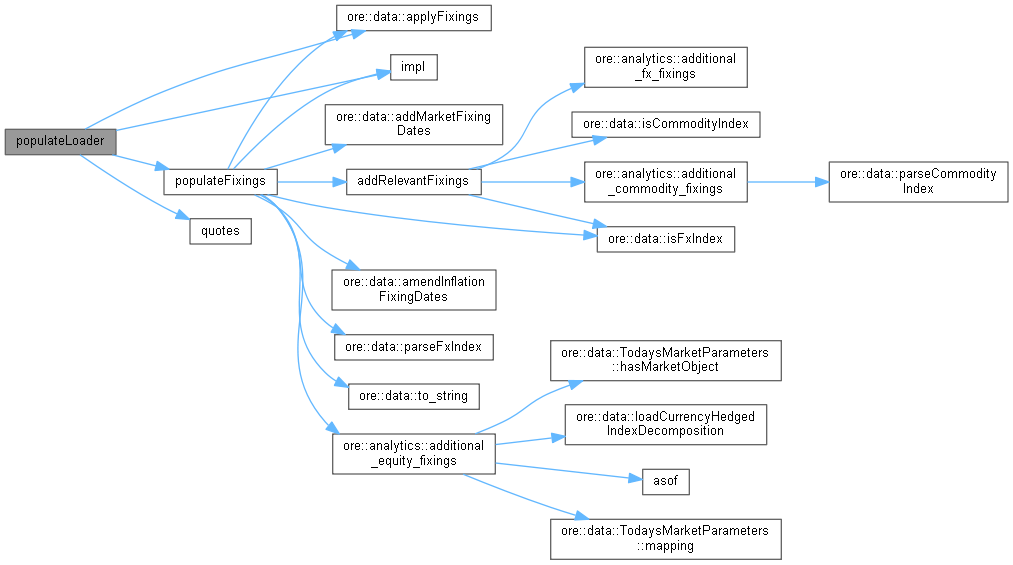 ore::data::applyFixings
impl
ore::analytics::additional
_fx_fixings
ore::data::addMarketFixing
Dates
ore::data::isCommodityIndex
populateLoader
populateFixings
addRelevantFixings
ore::analytics::additional
_commodity_fixings
ore::data::parseCommodity
Index
quotes
ore::data::isFxIndex
ore::data::amendInflation
FixingDates
ore::data::parseFxIndex
ore::data::TodaysMarketParameters
::hasMarketObject
ore::data::to_string
ore::data::loadCurrencyHedged
IndexDecomposition
ore::analytics::additional
_equity_fixings
asof
ore::data::TodaysMarketParameters
::mapping